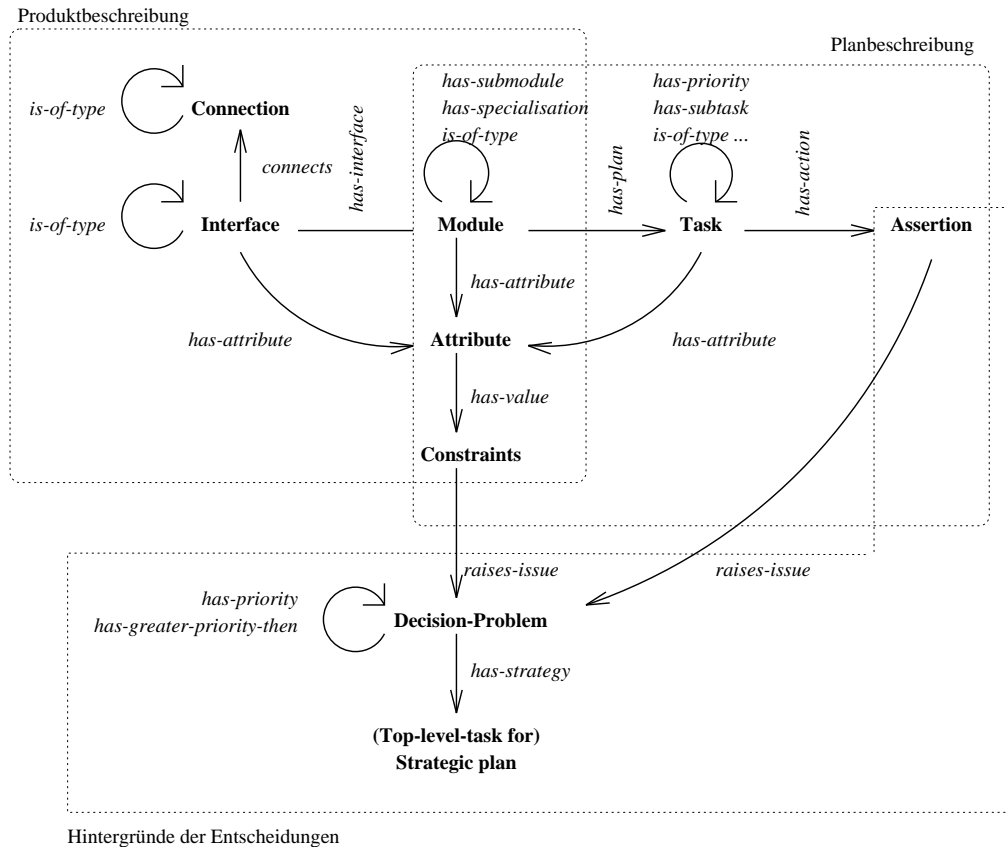 Produktbeschreibung
Planbeschreibung
has-submodule
has-specialisation
is-of-type
has-priority
has-subtask
is-of-type ...
is-of-type
Connection
connects
has-interface
has-plan
has-action
is-of-type
Interface
Module
Task
Assertion
has-attribute
has-attribute
Attribute
has-attribute
has-value
Constraints
raises-issue
raises-issue
has-priority
has-greater-priority-then
Decision-Problem
has-strategy
(Top-level-task for)
Strategic plan
Hintergründe der Entscheidungen